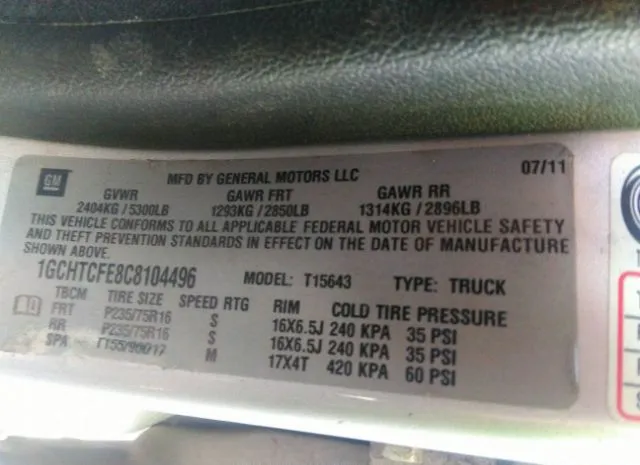 GM
MFD BY GENERAL MOTORS LLC 07/11
GVWR GAWR FRT GAWR RR
2404KG / 5300LB 1293KG / 2850LB 1314KG / 2896LB
THIS VEHICLE CONFORMS TO ALL APPLICABLE FEDERAL MOTOR VEHICLE SAFETY
AND THEFT PREVENTION STANDARDS IN EFFECT ON THE DATE OF MANUFACTURE
SHOWN ABOVE.
1GCHTCFE8C8104496 MODEL: T15643 TYPE: TRUCK
TBCM TIRE SIZE SPEED RTG RIM COLD TIRE PRESSURE
FRT P235/75R16 S 16X6.5J 240 KPA 35 PSI
RR P235/75R16 S 16X6.5J 240 KPA 35 PSI
SPA M 17X4T 420 KPA 60 PSI